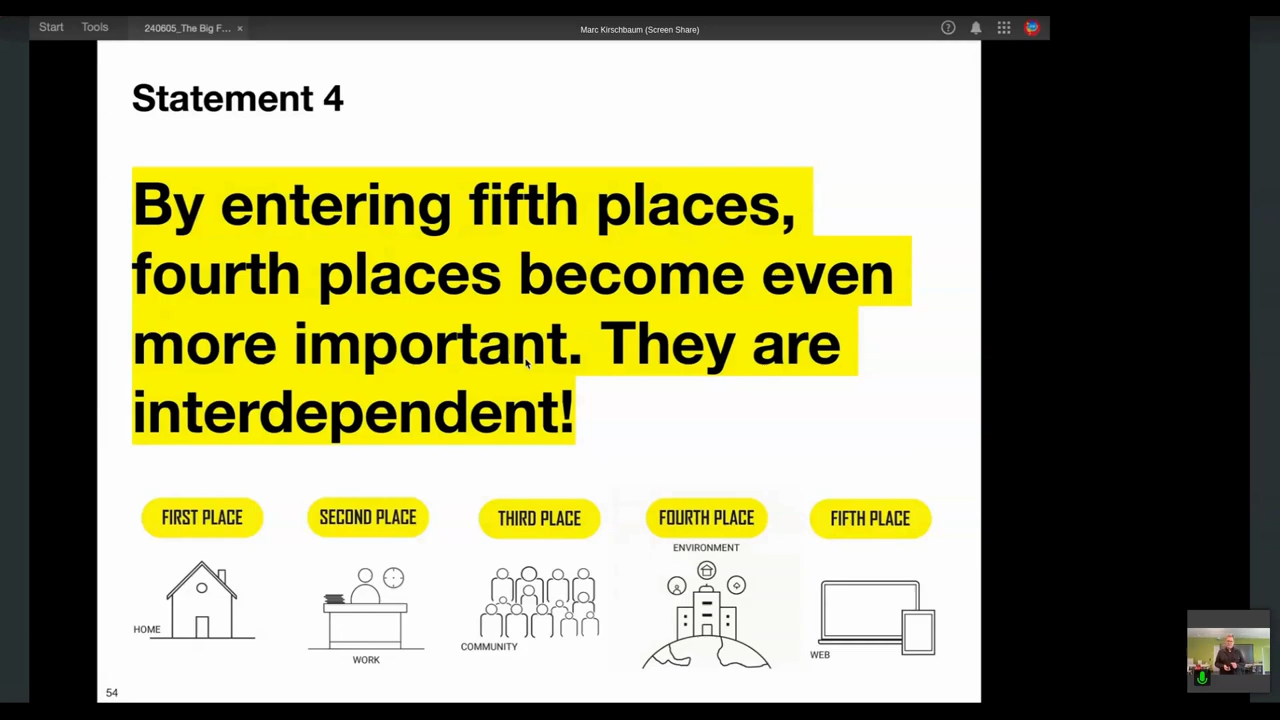 Start Tools 240605_The Big F... × Marc Kirschbaum (Screen Share)
Statement 4
By entering fifth places,
fourth places become even
more important. They are
interdependent!
FIRST PLACE SECOND PLACE THIRD PLACE FOURTH PLACE FIFTH PLACE
ENVIRONMENT
HOME
COMMUNITY
WEB
WORK
54